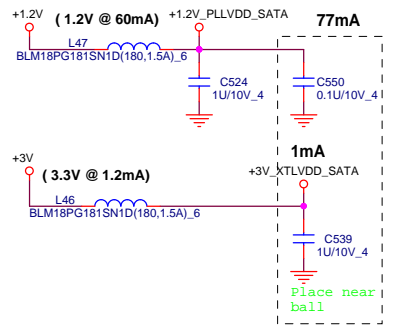 +1.2V ( 1.2V @ 60mA) +1.2V_PLLVDD_SATA 77mA
L47
BLM18PG181SN1D(180,1.5A)_6
C524 C550
1U/10V_4 0.1U/10V_4
1mA
+3V ( 3.3V @ 1.2mA) +3V_XTLVDD_SATA
L46
BLM18PG181SN1D(180,1.5A)_6
C539
1U/10V_4
Place near
ball